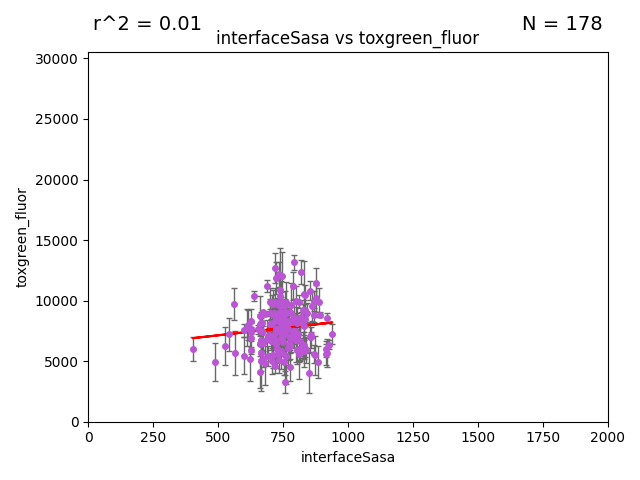 r^2 = 0.01
N = 178
interfaceSasa vs toxgreen_fluor
30000
25000
20000
15000
10000
5000
0
toxgreen_fluor
0 250 500 750 1000 1250 1500 1750 2000
interfaceSasa